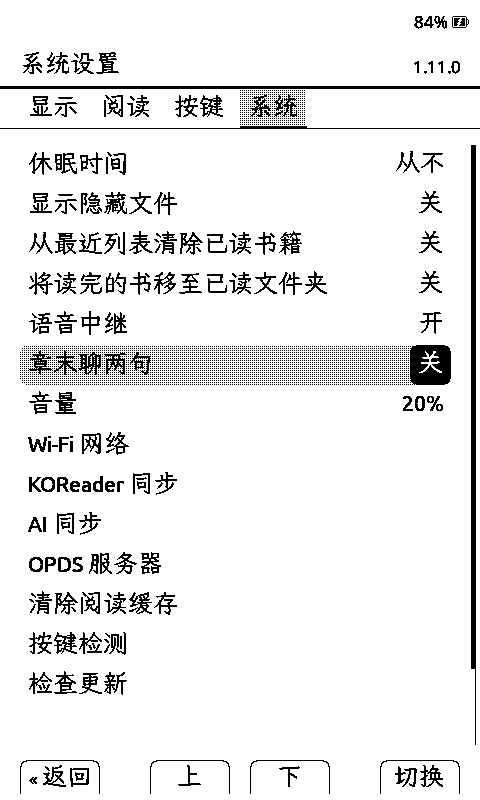 84%
系统设置 1.11.0
显示 阅读 按键 系统
休眠时间 从不
显示隐藏文件 关
从最近列表清除已读书籍 关
将读完的书移至已读文件夹 关
语音中继 开
章末聊两句 关
音量 20%
Wi-Fi 网络
KOReader 同步
AI 同步
OPDS 服务器
清除阅读缓存
按键检测
检查更新
« 返回 上 下 切换